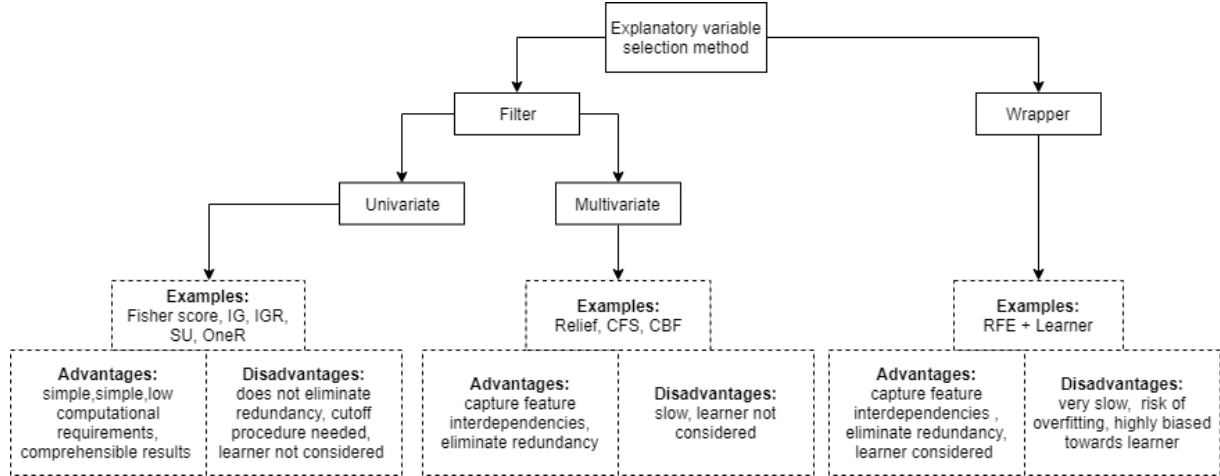 Explanatory variable
selection method
Filter
Wrapper
Univariate
Multivariate
Examples:
Fisher score, IG, IGR,
SU, OneR
Advantages:
simple,simple,low
computational
requirements,
comprehensible results
Disadvantages:
does not eliminate
redundancy, cutoff
procedure needed,
learner not considered
Examples:
Relief, CFS, CBF
Advantages:
capture feature
interdependencies,
eliminate redundancy
Disadvantages:
slow, learner not
considered
Examples:
RFE + Learner
Advantages:
capture feature
interdependencies ,
eliminate redundancy,
learner considered
Disadvantages:
very slow, risk of
overfitting, highly biased
towards learner